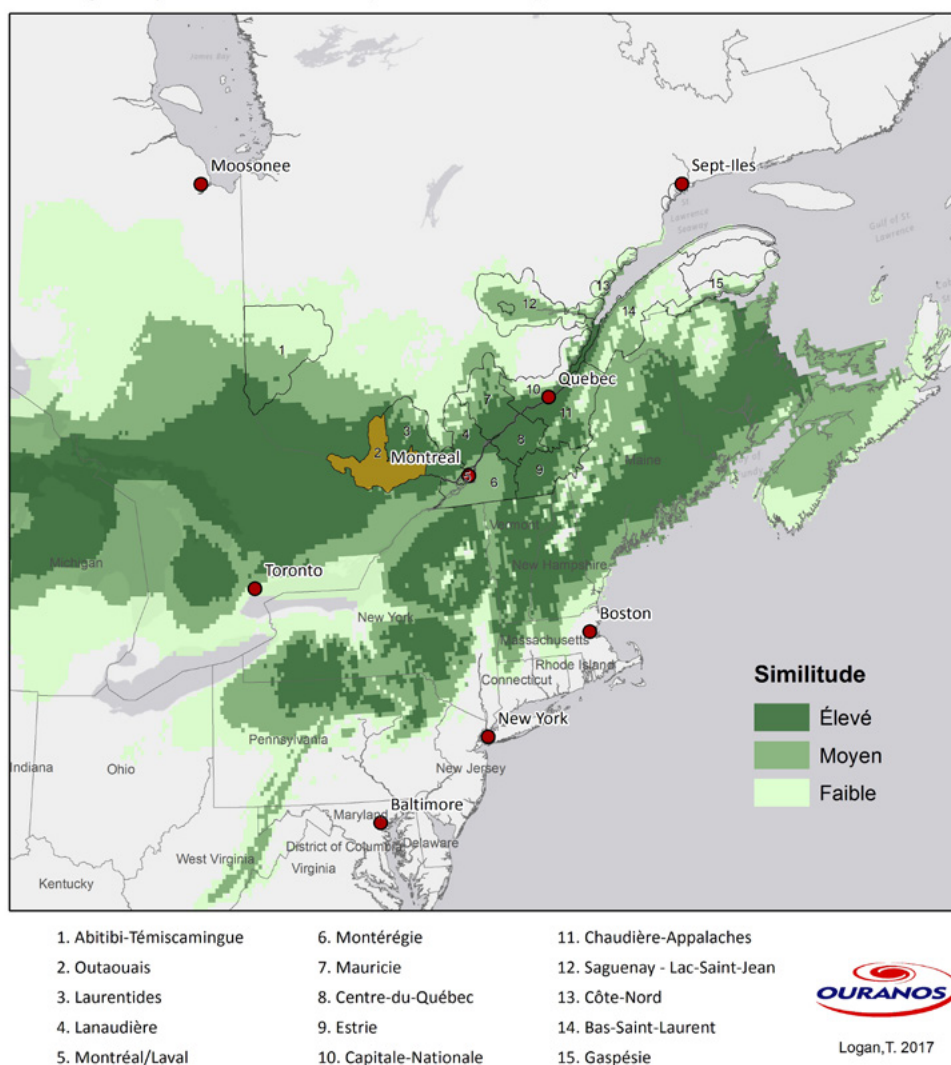 James Bay
Moosonee
Sept-Iles
St Lawrence Seaway
Gulf of St Lawrence
13
12
15
14
1
10
Quebec
7
11
3
4
2
8
Montreal
9
5
6
Maine
Vermont
Michigan
New Hampshire
Toronto
New York
Boston
Massachusetts
Rhode Island
Connecticut
Similitude
Élevé
Moyen
Faible
New York
Pennsylvania
Indiana
Ohio
New Jersey
Baltimore
Maryland
District of Columbia
Delaware
West Virginia
Virginia
Kentucky
1. Abitibi-Témiscamingue
2. Outaouais
3. Laurentides
4. Lanaudière
5. Montréal/Laval
6. Montérégie
7. Mauricie
8. Centre-du-Québec
9. Estrie
10. Capitale-Nationale
11. Chaudière-Appalaches
12. Saguenay - Lac-Saint-Jean
13. Côte-Nord
14. Bas-Saint-Laurent
15. Gaspésie
OURANOS
Logan,T. 2017